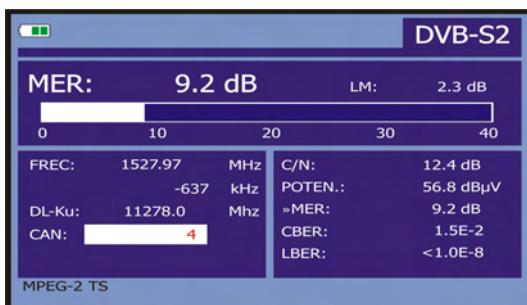 DVB-S2
MER: 9.2 dB LM: 2.3 dB
0 10 20 30 40
FREC: 1527.97 MHz
-637 kHz
DL-Ku: 11278.0 Mhz
CAN: 4
C/N: 12.4 dB
POTEN.: 56.8 dBµV
»MER: 9.2 dB
CBER: 1.5E-2
LBER: <1.0E-8
MPEG-2 TS